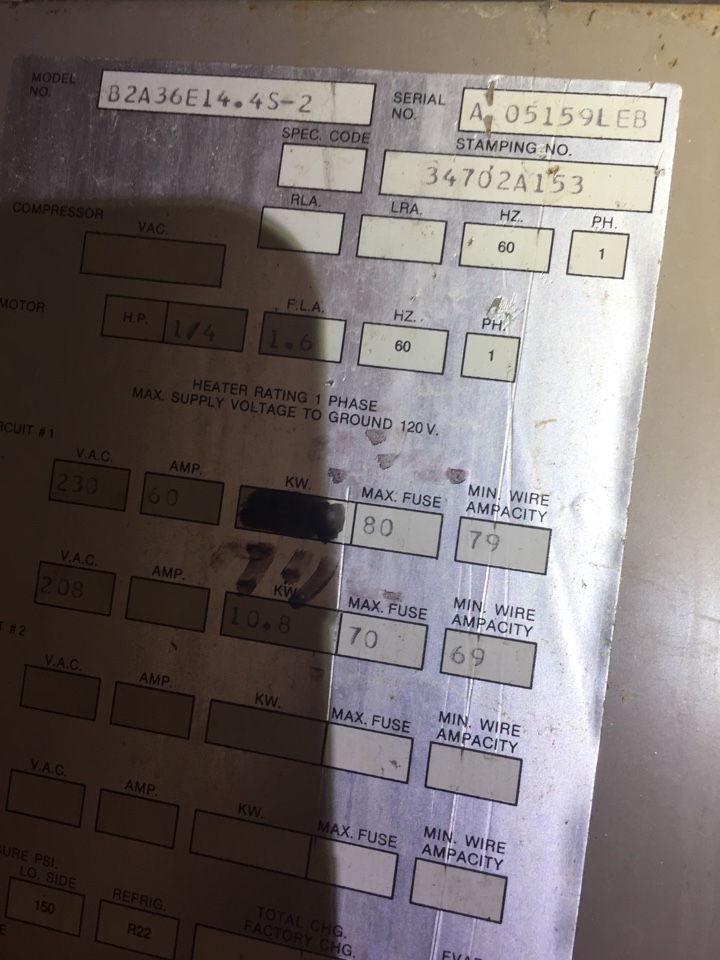 MODEL NO. B2A36E14.4S-2 SERIAL NO. A 05159LEB
SPEC. CODE STAMPING NO.
34702A153
COMPRESSOR VAC. RLA. LRA. HZ. PH.
60 1
MOTOR H.P. 1/4 F.L.A. 1.6 HZ. 60 PH. 1
HEATER RATING 1 PHASE
MAX. SUPPLY VOLTAGE TO GROUND 120 V.
#1
V.A.C. AMP. KW. MAX. FUSE MIN. WIRE AMPACITY
230 60 80 79
V.A.C. AMP. KW. MAX. FUSE MIN. WIRE AMPACITY
208 10.8 70 69
#2
V.A.C. AMP. KW. MAX. FUSE MIN. WIRE AMPACITY
V.A.C. AMP. KW. MAX. FUSE MIN. WIRE AMPACITY
PSI.
LO. SIDE REFRIG. TOTAL CHG.
150 R22 FACTORY CHG.